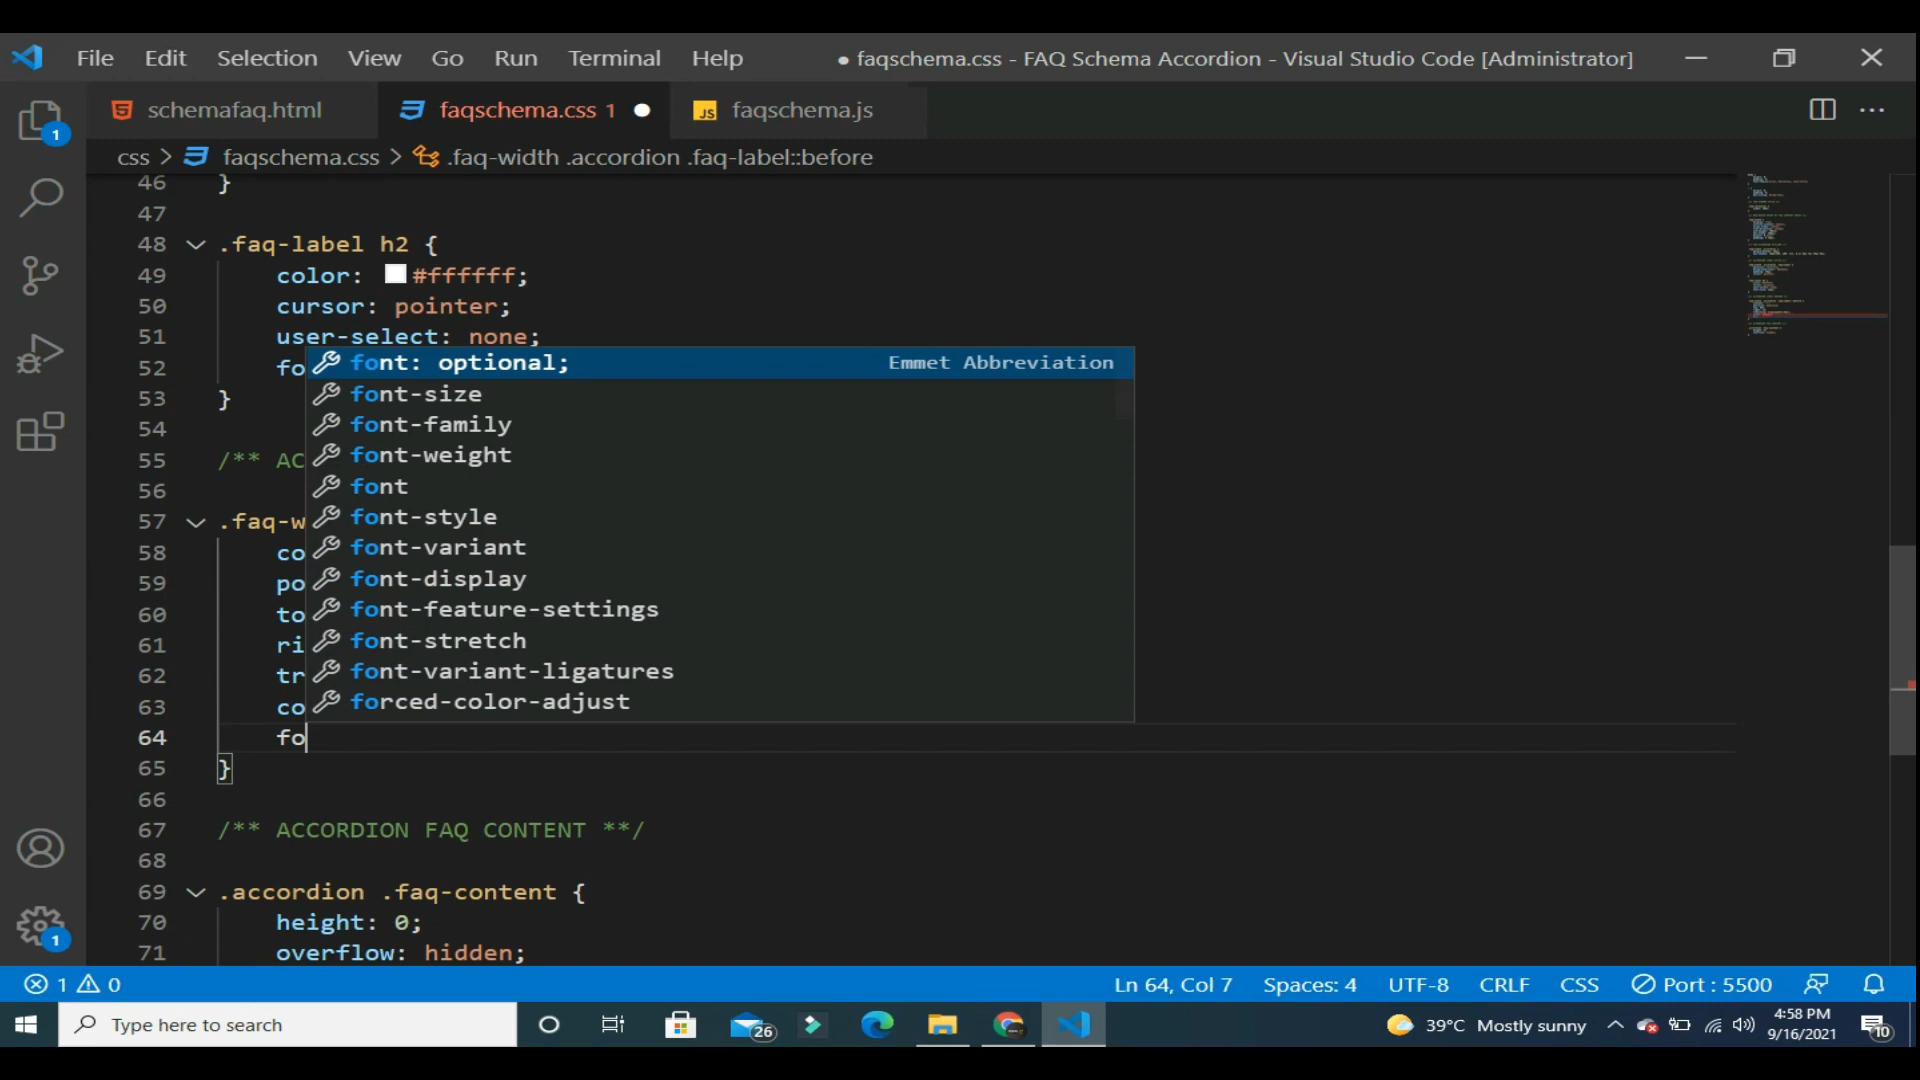 File Edit Selection View Go Run Terminal Help ● faqschema.css - FAQ Schema Accordion - Visual Studio Code [Administrator]
schemafaq.html faqschema.css 1 ● JS faqschema.js ...
1
css > faqschema.css > .faq-width .accordion .faq-label::before
46 }
47
48 .faq-label h2 {
49 color: #ffffff;
50 cursor: pointer;
51 user-select: none;
52 fo
font: optional; Emmet Abbreviation
font-size
53 }
font-family
54
font-weight
55 /** AC
font
56
font-style
57 .faq-w
font-variant
58 co
font-display
59 po
font-feature-settings
60 to
font-stretch
61 ri
font-variant-ligatures
62 tr
forced-color-adjust
63 co
64 fo
65 }
66
67 /** ACCORDION FAQ CONTENT **/
68
69 .accordion .faq-content {
70 height: 0;
71 overflow: hidden;
1
1 0 Ln 64, Col 7 Spaces: 4 UTF-8 CRLF CSS Port : 5500
Type here to search 26 39°C Mostly sunny 4:58 PM
9/16/2021 10